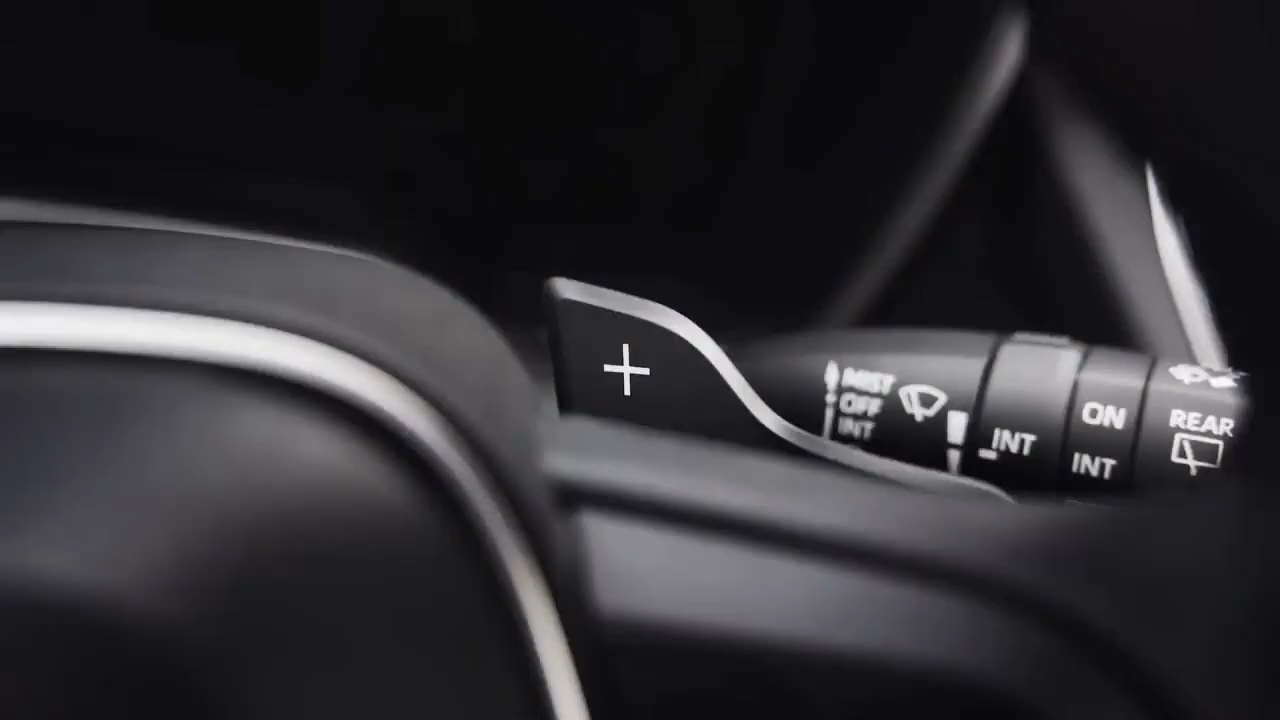 +
MIST
OFF
INT
INT
ON
INT
REAR